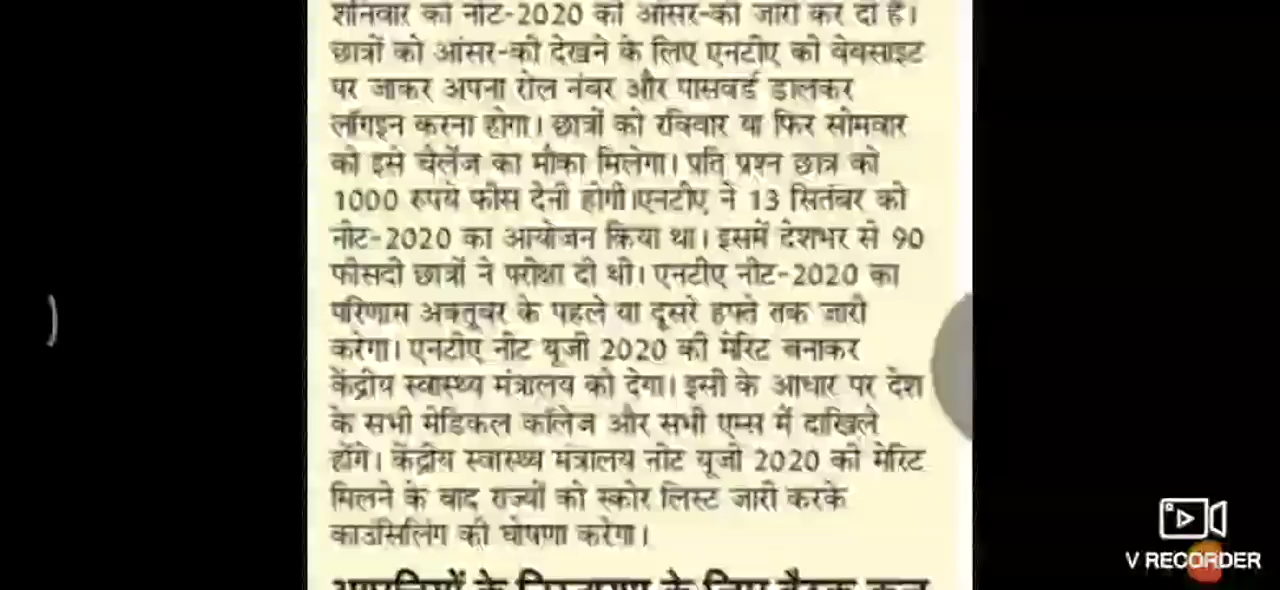 शनिवार को नीट-2020 की आंसर-की जारी कर दी है।
छात्रों को आंसर-की देखने के लिए एनटीए की वेबसाइट
पर जाकर अपना रोल नंबर और पासवर्ड डालकर
लॉगइन करना होगा। छात्रों को रविवार या फिर सोमवार
को इसे चैलेंज का मौका मिलेगा। प्रति प्रश्न छात्र को
1000 रुपये फीस देनी होगी।एनटीए ने 13 सितंबर को
नीट-2020 का आयोजन किया था। इसमें देशभर से 90
फीसदी छात्रों ने परीक्षा दी थी। एनटीए नीट-2020 का
परिणाम अक्तूबर के पहले या दूसरे हफ्ते तक जारी
करेगा। एनटीए नीट यूजी 2020 की मेरिट बनाकर
केंद्रीय स्वास्थ्य मंत्रालय को देगा। इसी के आधार पर देश
के सभी मेडिकल कॉलेज और सभी एम्स में दाखिले
होंगे। केंद्रीय स्वास्थ्य मंत्रालय नीट यूजी 2020 की मेरिट
मिलने के बाद राज्यों को स्कोर लिस्ट जारी करके
काउंसिलिंग की घोषणा करेगा।
के लिए बैठक कल
V RECORDER